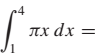 ∫₁⁴ πx dx =